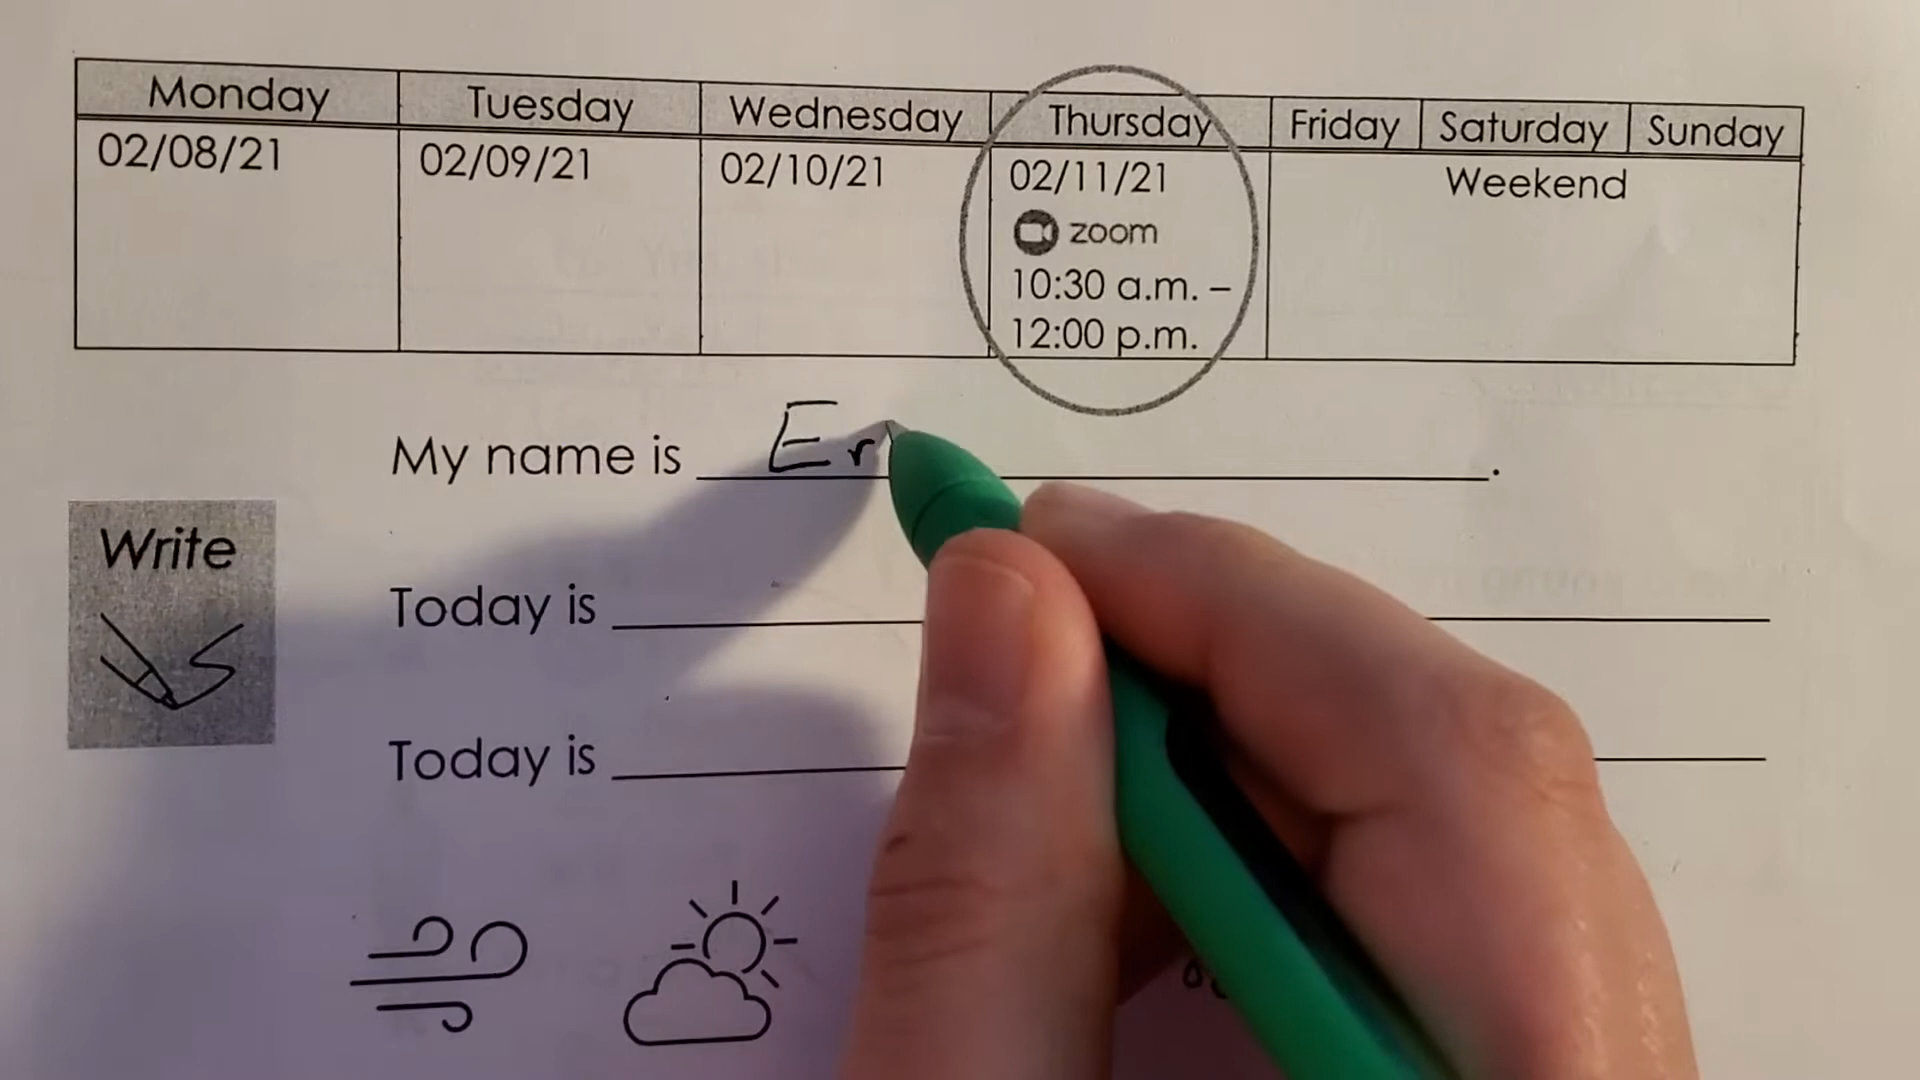 Monday Tuesday Wednesday Thursday Friday Saturday Sunday
02/08/21 02/09/21 02/10/21 02/11/21 Weekend
zoom
10:30 a.m. –
12:00 p.m.
My name is Er .
Write
Today is
Today is